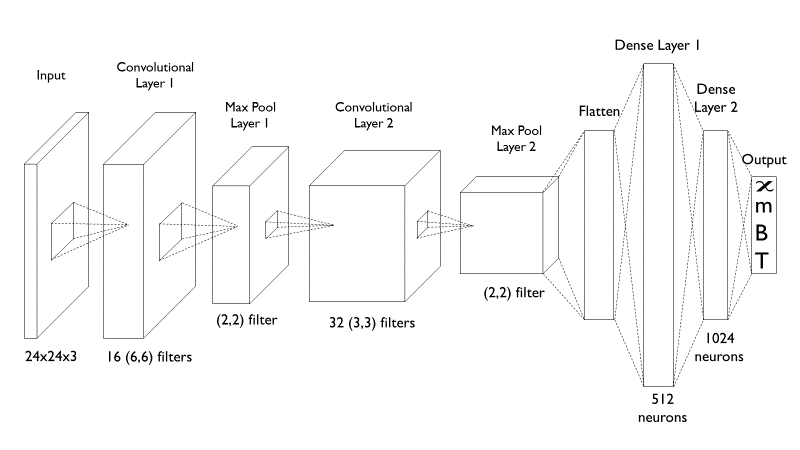 Input
24x24x3
Convolutional
Layer 1
16 (6,6) filters
Max Pool
Layer 1
(2,2) filter
Convolutional
Layer 2
32 (3,3) filters
Max Pool
Layer 2
(2,2) filter
Flatten
Dense Layer 1
512
neurons
Dense
Layer 2
1024
neurons
Output
x
m
B
T